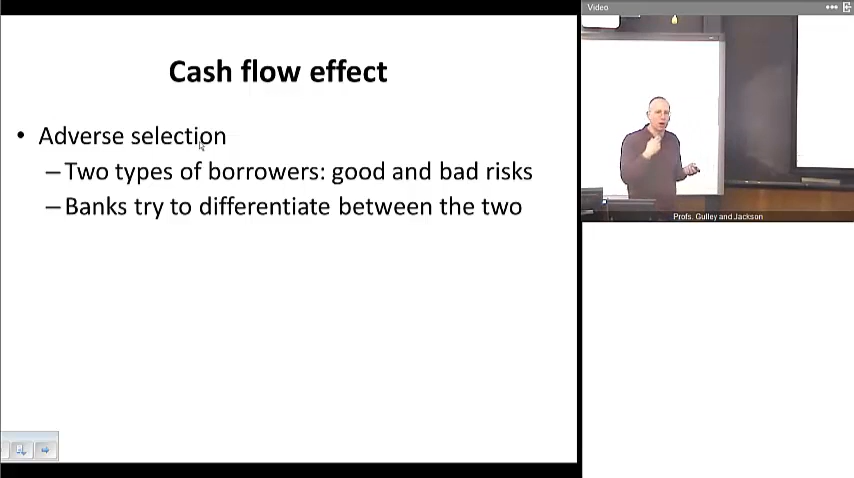 Cash flow effect
• Adverse selection
–Two types of borrowers: good and bad risks
–Banks try to differentiate between the two
Video
Profs. Gulley and Jackson